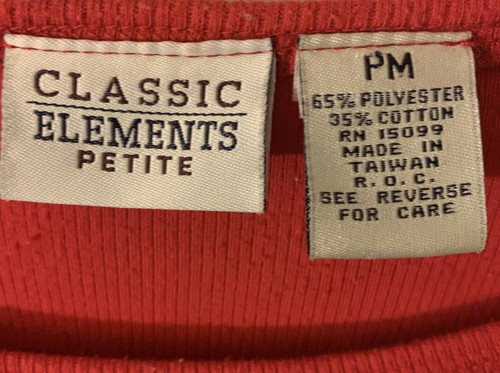 CLASSIC
ELEMENTS
PETITE
PM
65% POLYESTER
35% COTTON
RN 15099
MADE IN
TAIWAN
R. O. C.
SEE REVERSE
FOR CARE